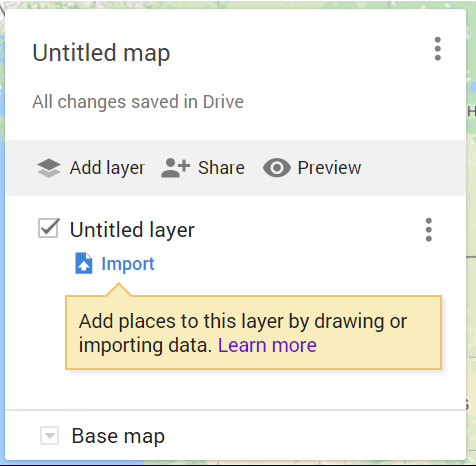 Untitled map
All changes saved in Drive
Add layer Share Preview
Untitled layer
Import
Add places to this layer by drawing or
importing data. Learn more
Base map